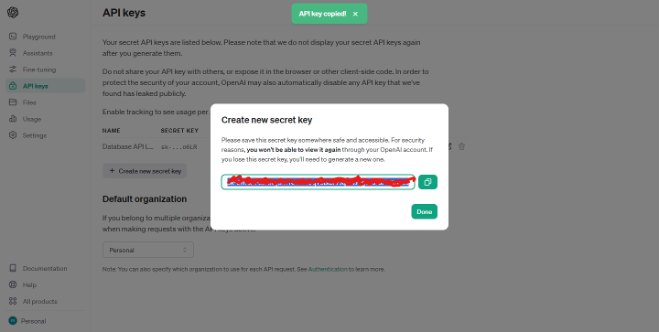 API keys
API key copied! ×
Playground
Assistants
Fine-tuning
API keys
Files
Usage
Settings
Your secret API keys are listed below. Please note that we do not display your secret API keys again
after you generate them.
Do not share your API key with others, or expose it in the browser or other client-side code. In order to
protect the security of your account, OpenAI may also automatically disable any API key that we've
found has leaked publicly.
Enable tracking to see usage per
NAME SECRET KEY
Database API L...
+ Create new secret key
Create new secret key
Please save this secret key somewhere safe and accessible. For security
reasons, you won't be able to view it again through your OpenAI account. If
you lose this secret key, you'll need to generate a new one.
Done
Default organization
If you belong to multiple organiza
when making requests with the API keys above.
Personal
Note: You can also specify which organization to use for each API request. See Authentication to learn more.
Documentation
Help
All products
Personal